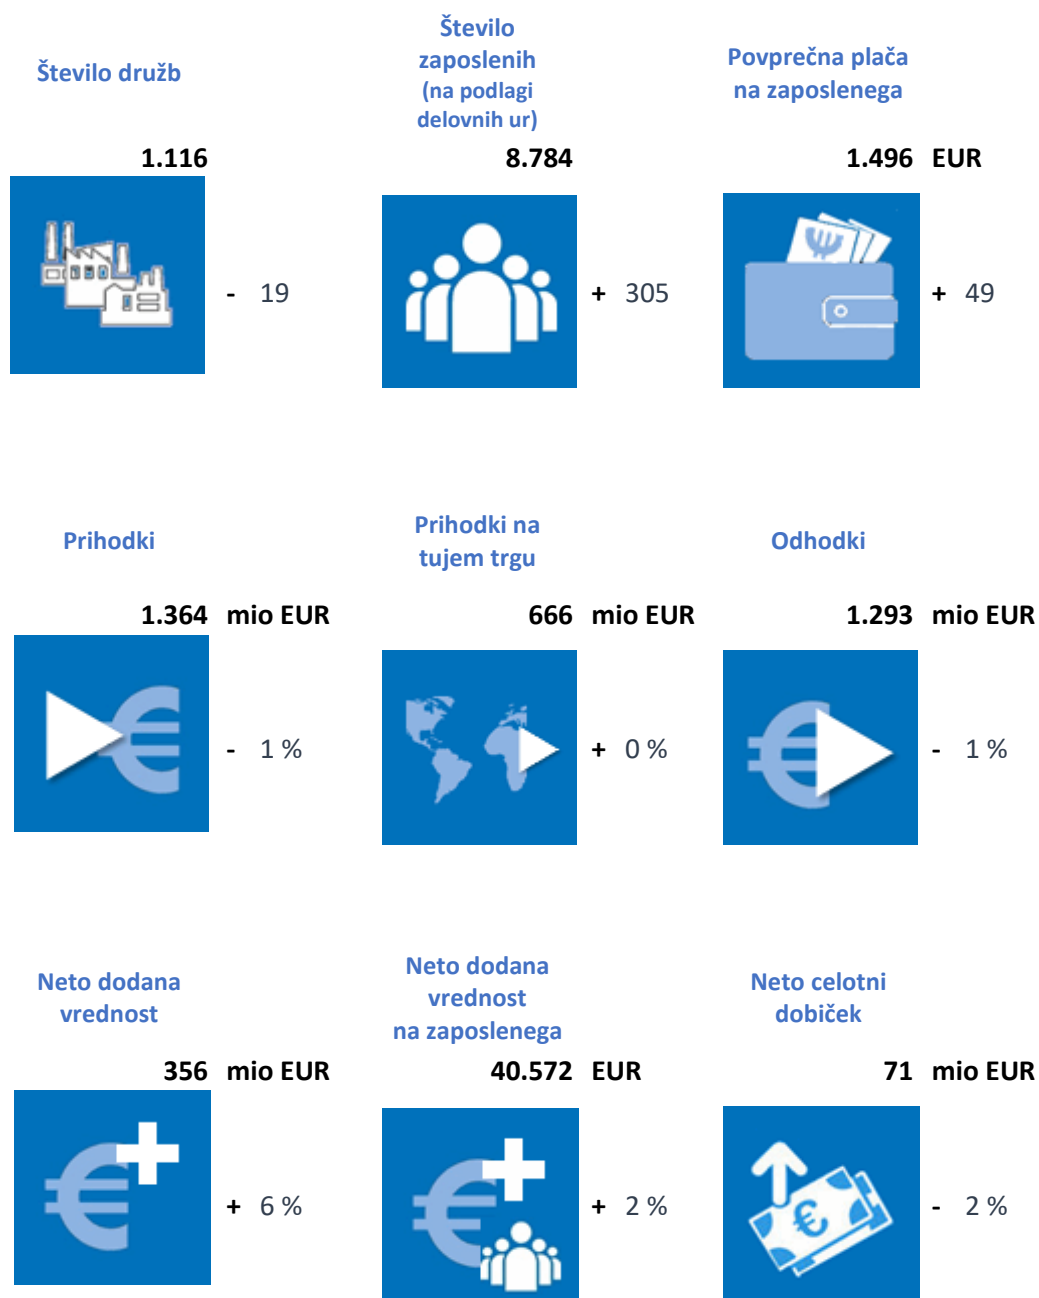 Število družb
Število
zaposlenih
(na podlagi
delovnih ur)
Povprečna plača
na zaposlenega
1.116
8.784
1.496 EUR
- 19
+ 305
+ 49
Prihodki
Prihodki na
tujem trgu
Odhodki
1.364 mio EUR
666 mio EUR
1.293 mio EUR
- 1 %
+ 0 %
- 1 %
Neto dodana
vrednost
Neto dodana
vrednost
na zaposlenega
Neto celotni
dobiček
356 mio EUR
40.572 EUR
71 mio EUR
+ 6 %
+ 2 %
- 2 %